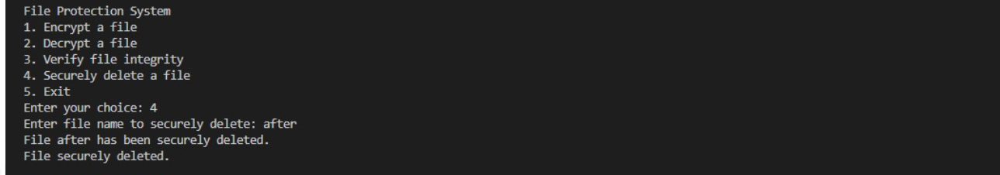 File Protection System
1. Encrypt a file
2. Decrypt a file
3. Verify file integrity
4. Securely delete a file
5. Exit
Enter your choice: 4
Enter file name to securely delete: after
File after has been securely deleted.
File securely deleted.